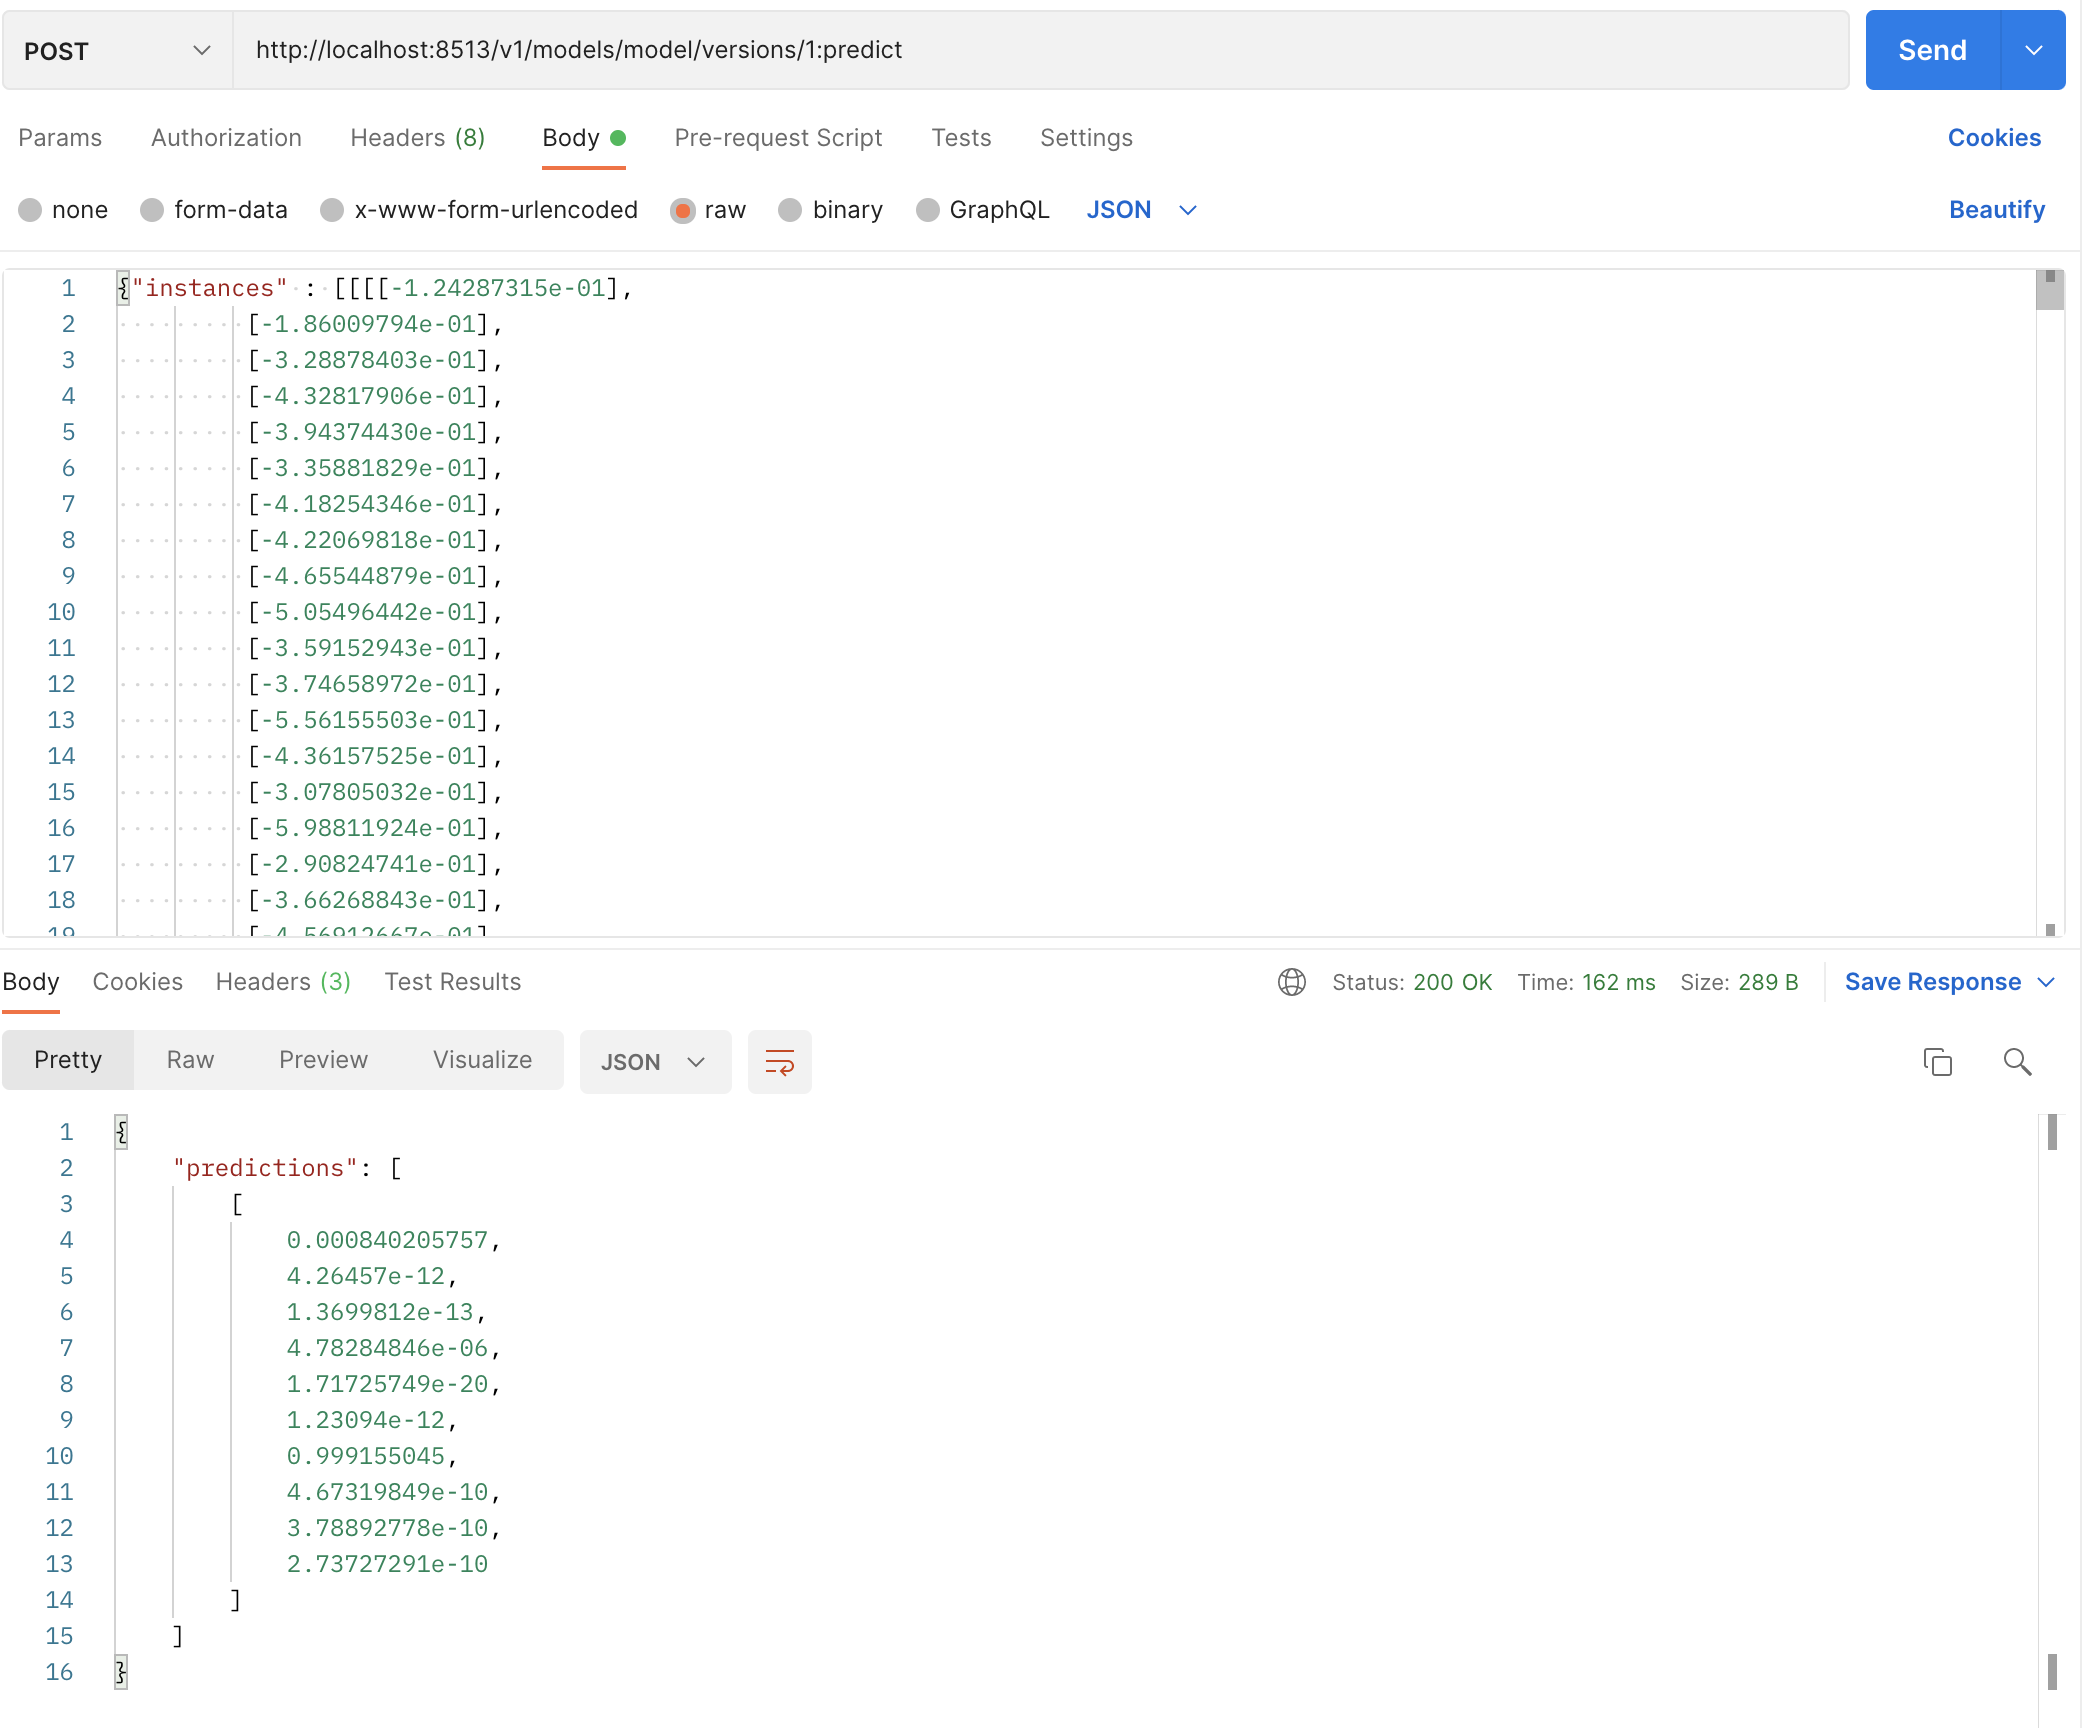 POST http://localhost:8513/v1/models/model/versions/1:predict Send
Params Authorization Headers (8) Body Pre-request Script Tests Settings Cookies
none form-data x-www-form-urlencoded raw binary GraphQL JSON Beautify
1 {"instances" : [[[[-1.24287315e-01],
2 [-1.86009794e-01],
3 [-3.28878403e-01],
4 [-4.32817906e-01],
5 [-3.94374430e-01],
6 [-3.35881829e-01],
7 [-4.18254346e-01],
8 [-4.22069818e-01],
9 [-4.65544879e-01],
10 [-5.05496442e-01],
11 [-3.59152943e-01],
12 [-3.74658972e-01],
13 [-5.56155503e-01],
14 [-4.36157525e-01],
15 [-3.07805032e-01],
16 [-5.98811924e-01],
17 [-2.90824741e-01],
18 [-3.66268843e-01],
19 [-4.56912667e-01]
Body Cookies Headers (3) Test Results Status: 200 OK Time: 162 ms Size: 289 B Save Response
Pretty Raw Preview Visualize JSON
1 {
2 "predictions": [
3 [
4 0.000840205757,
5 4.26457e-12,
6 1.3699812e-13,
7 4.78284846e-06,
8 1.71725749e-20,
9 1.23094e-12,
10 0.999155045,
11 4.67319849e-10,
12 3.78892778e-10,
13 2.73727291e-10
14 ]
15 ]
16 }